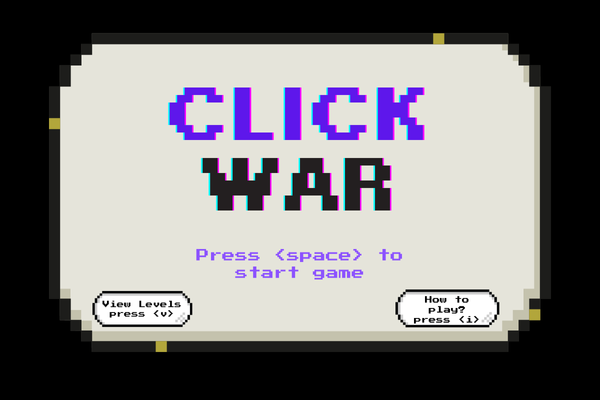 CLICK
WAR
Press <space> to
start game
View Levels
press <v>
How to
play?
press <i>